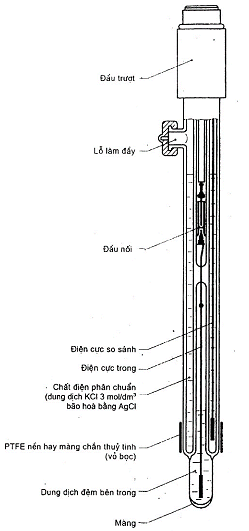 Đầu trượt
Lỗ làm đầy
Đầu nối
Điện cực so sánh
Điện cực trong
Chất điện phân chuẩn
(dung dịch KCl 3 mol/dm³
bão hoà bằng AgCl
PTFE nền hay màng chắn thuỷ tinh
(vỏ bọc)
Dung dịch đệm bên trong
Màng